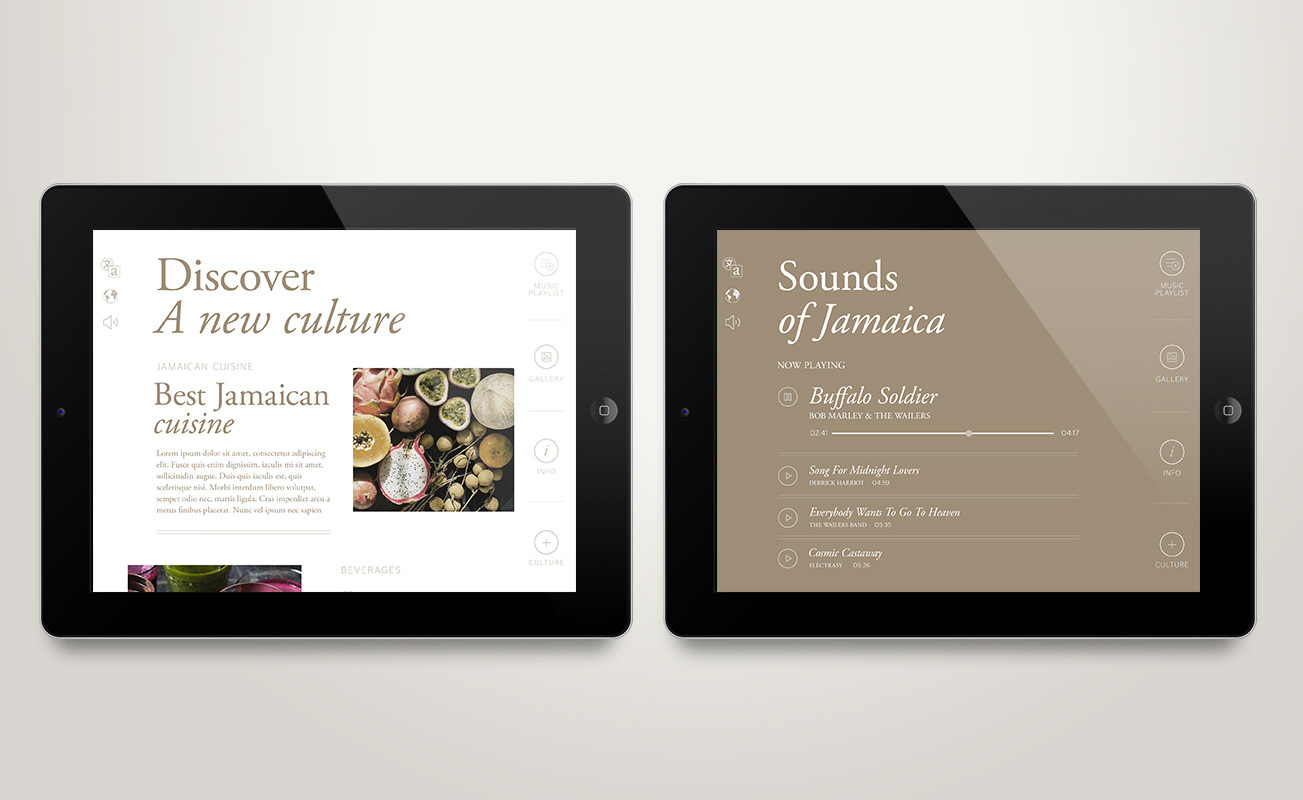 Discover
A new culture
JAMAICAN CUISINE
Best Jamaican
cuisine
Lorem ipsum dolor sit amet, consectetur adipiscing
elit. Fusce quis enim dignissim, iaculis mi sit amet,
sollicitudin augue. Duis quis iaculis est, quis
scelerisque nisi. Morbi interdum libero volutpat,
semper odio nec, mattis ligula. Cras imperdiet arcu a
metus finibus placerat. Nunc vel ipsum nec sapien
BEVERAGES
a
MUSIC
PLAYLIST
GALLERY
i
INFO
CULTURE
a
Sounds
of Jamaica
NOW PLAYING
Buffalo Soldier
BOB MARLEY & THE WAILERS
02:41 04:17
Song For Midnight Lovers
DERRICK HARRIOT 04:59
Everybody Wants To Go To Heaven
THE WAILERS BAND 05:35
Cosmic Castaway
ELECTRASY 05:26
MUSIC
PLAYLIST
GALLERY
i
INFO
CULTURE